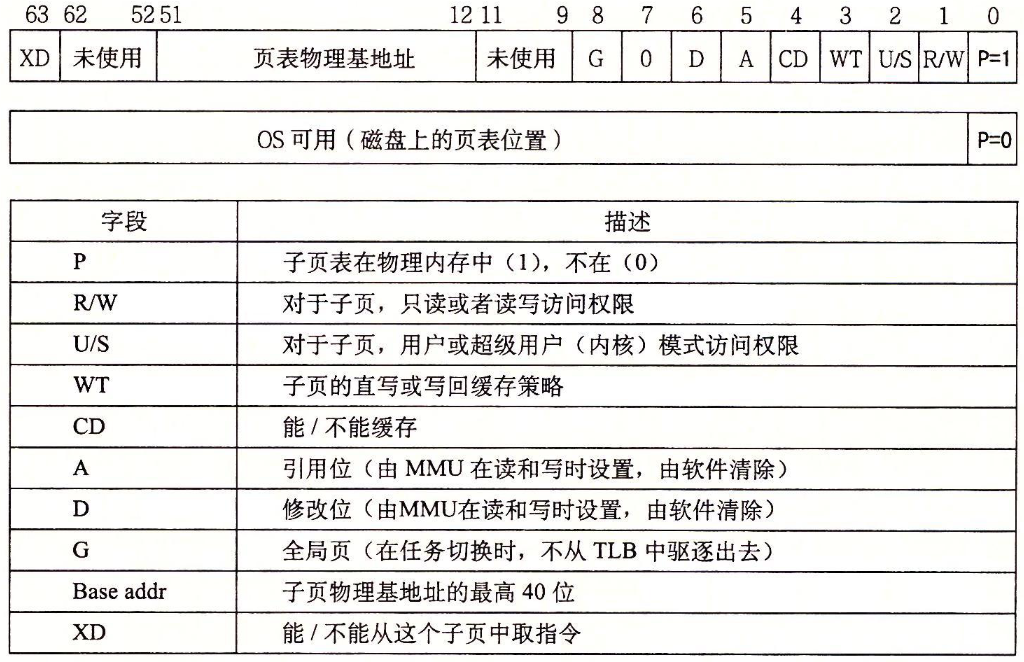 63 62 52 51 12 11 9 8 7 6 5 4 3 2 1 0
XD 未使用 页表物理基地址 未使用 G 0 D A CD WT U/S R/W P=1
OS 可用（磁盘上的页表位置） P=0
字段 描述
P 子页表在物理内存中（1），不在（0）
R/W 对于子页，只读或者读写访问权限
U/S 对于子页，用户或超级用户（内核）模式访问权限
WT 子页的直写或写回缓存策略
CD 能 / 不能缓存
A 引用位（由 MMU 在读和写时设置，由软件清除）
D 修改位（由MMU在读和写时设置，由软件清除）
G 全局页（在任务切换时，不从 TLB 中驱逐出去）
Base addr 子页物理基地址的最高 40 位
XD 能 / 不能从这个子页中取指令